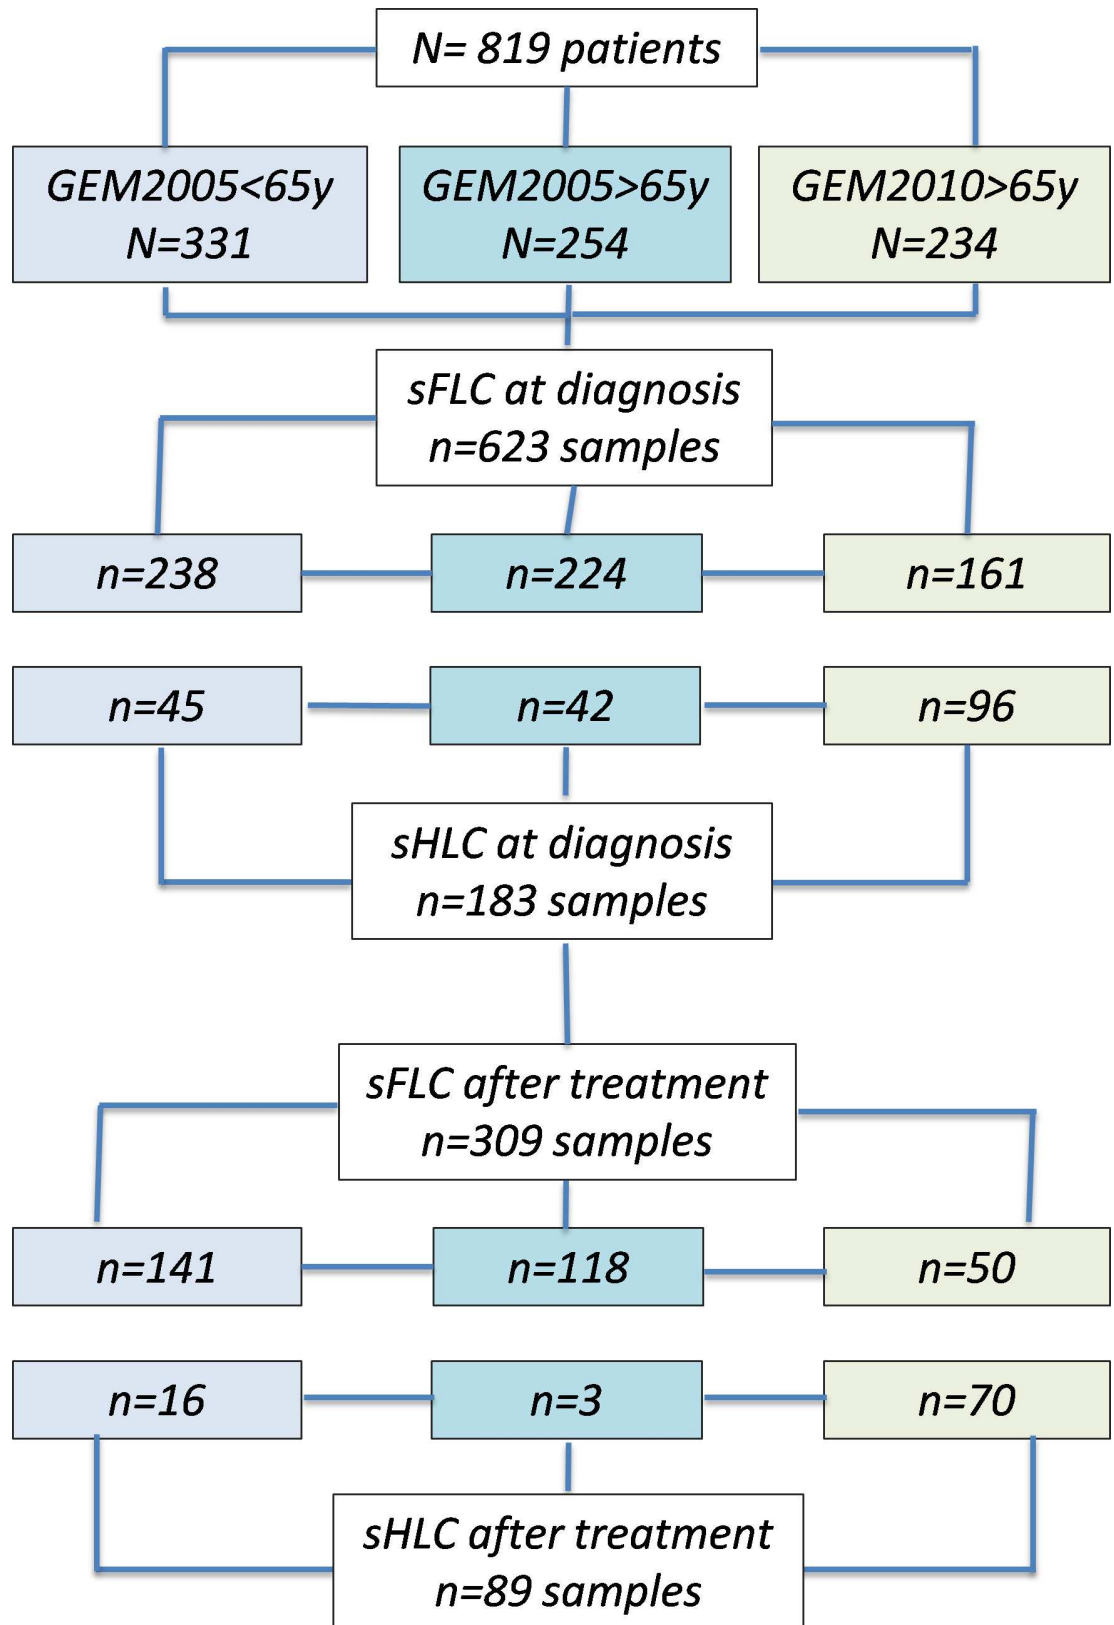 N= 819 patients
GEM2005<65y
N=331
GEM2005>65y
N=254
GEM2010>65y
N=234
sFLC at diagnosis
n=623 samples
n=238
n=224
n=161
n=45
n=42
n=96
sHLC at diagnosis
n=183 samples
sFLC after treatment
n=309 samples
n=141
n=118
n=50
n=16
n=3
n=70
sHLC after treatment
n=89 samples